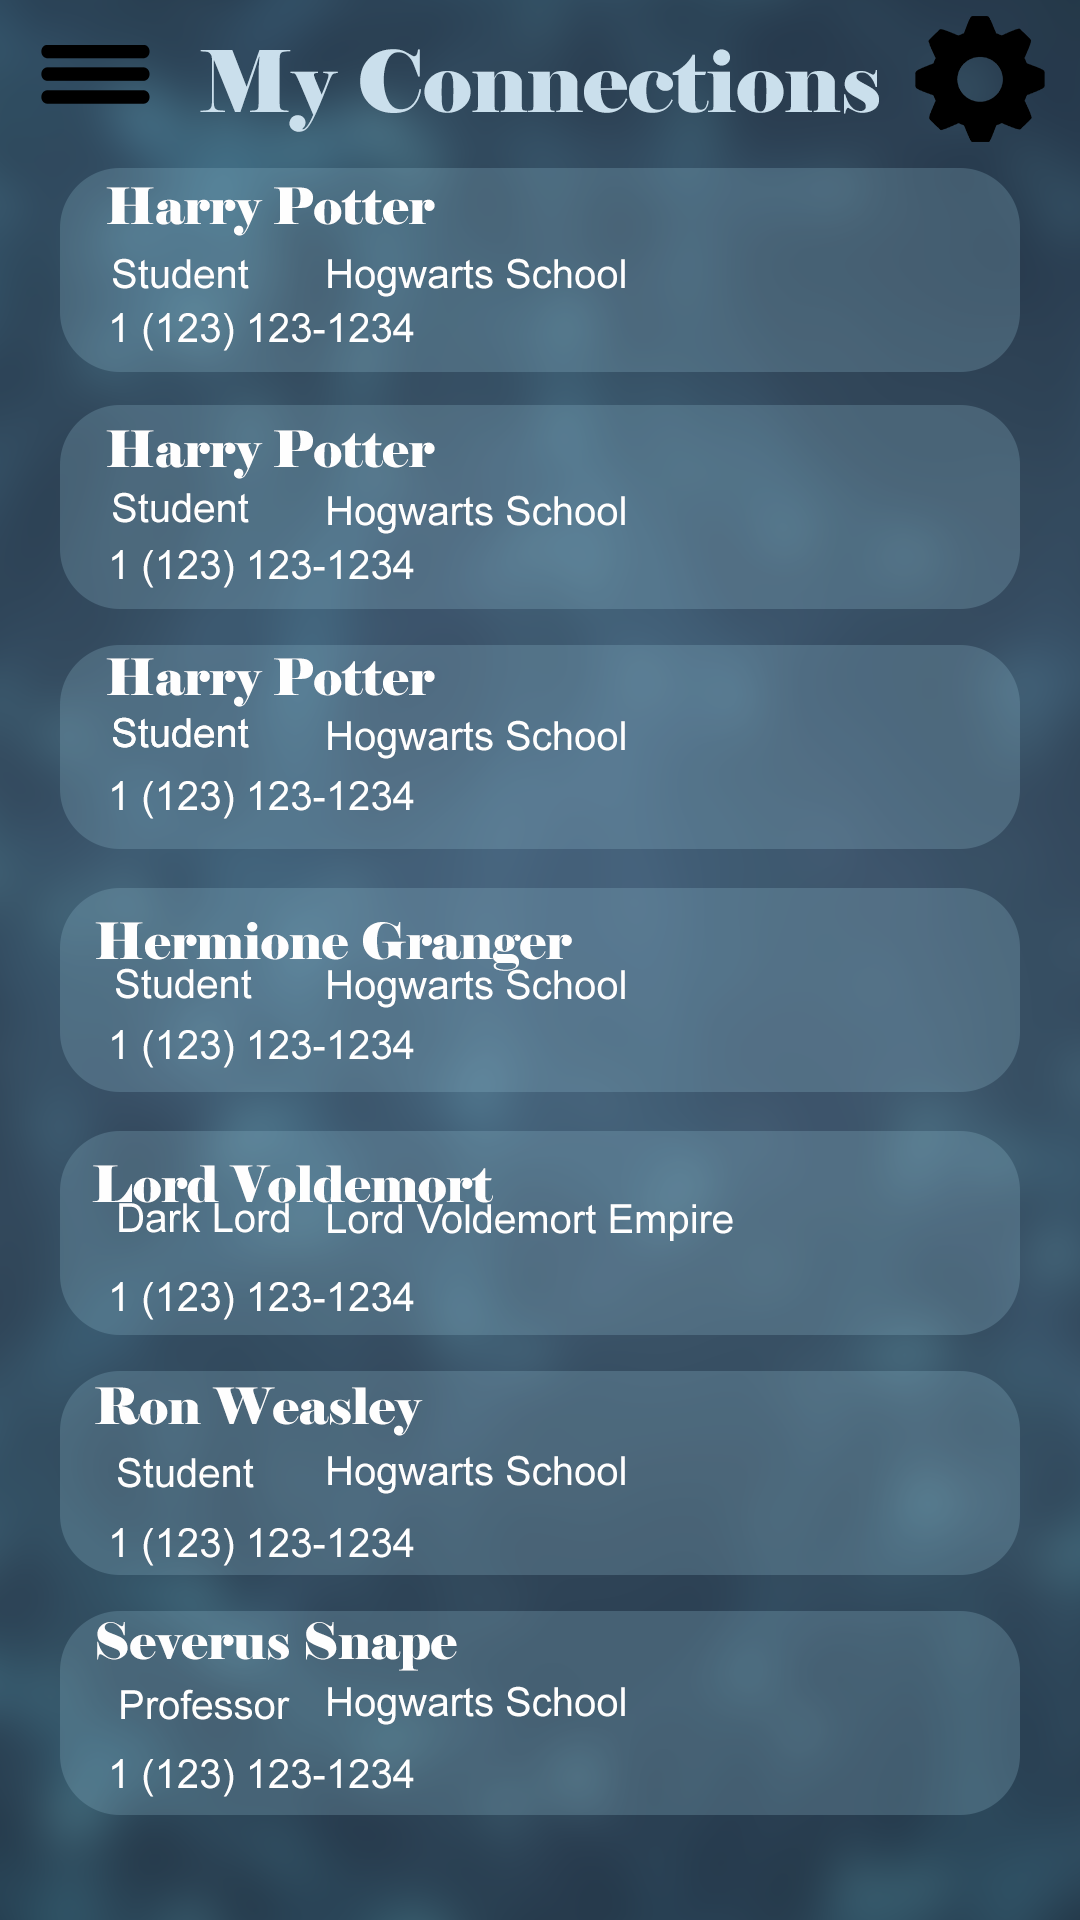 My Connections
Harry Potter
Student Hogwarts School
1 (123) 123-1234
Harry Potter
Student Hogwarts School
1 (123) 123-1234
Harry Potter
Student Hogwarts School
1 (123) 123-1234
Hermione Granger
Student Hogwarts School
1 (123) 123-1234
Lord Voldemort
Dark Lord Lord Voldemort Empire
1 (123) 123-1234
Ron Weasley
Student Hogwarts School
1 (123) 123-1234
Severus Snape
Professor Hogwarts School
1 (123) 123-1234